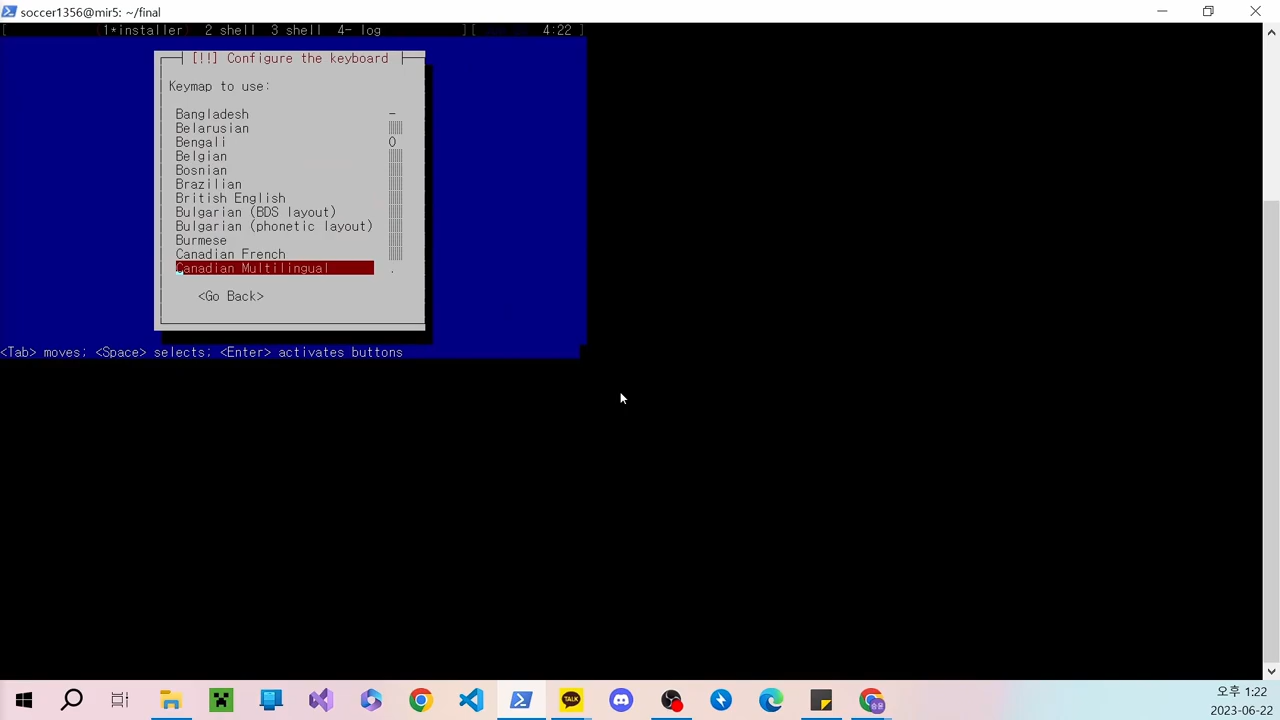 soccer1356@mir5: ~/final
[ (1*installer 2 shell 3 shell 4- log ][ 4:22 ]
[!!] Configure the keyboard
Keymap to use:
Bangladesh
Belarusian
Bengali
Belgian
Bosnian
Brazilian
British English
Bulgarian (BDS layout)
Bulgarian (phonetic layout)
Burmese
Canadian French
Canadian Multilingual
<Go Back>
<Tab> moves; <Space> selects; <Enter> activates buttons
TALK
오후 1:22
2023-06-22